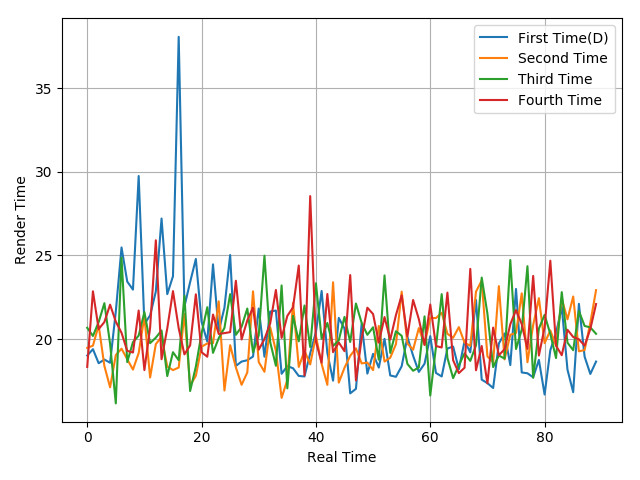 First Time(D)
Second Time
Third Time
Fourth Time
35
30
25
20
Render Time
0 20 40 60 80
Real Time